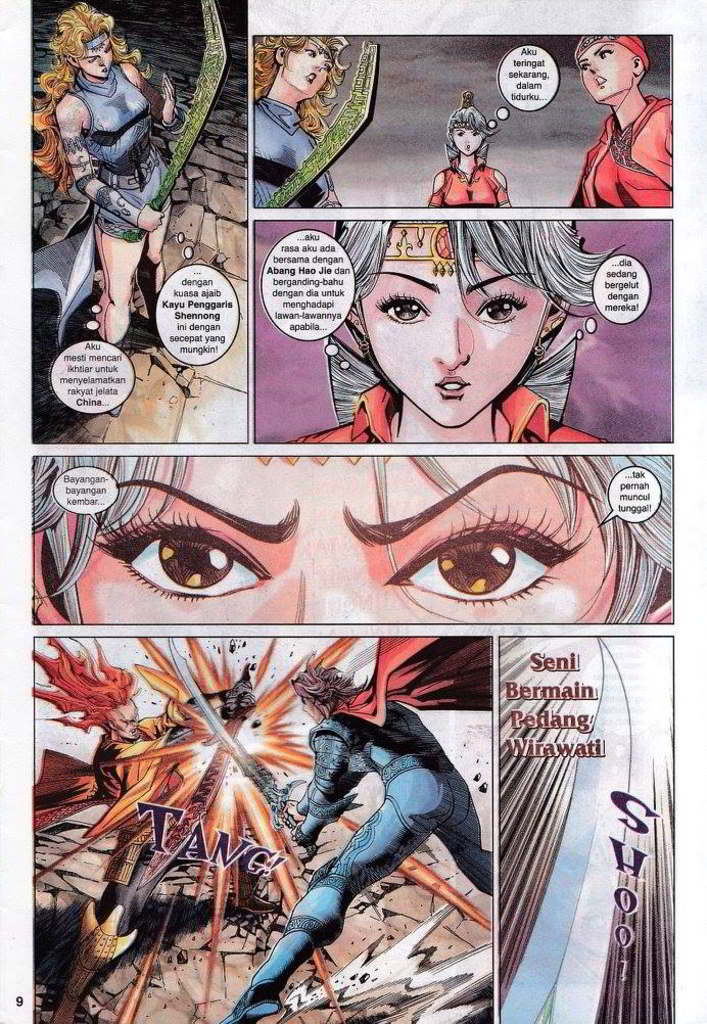 Aku
mesti mencari
ikhtiar untuk
menyelamatkan
rakyat jelata
China...
...
dengan
kuasa ajaib
Kayu Penggaris
Shennong
ini dengan
secepat yang
mungkin!
Aku
teringat
sekarang,
dalam
tidurku...
...aku
rasa aku ada
bersama dengan
Abang Hao Jie dan
berganding-bahu
dengan dia untuk
menghadapi
lawan-lawannya
apabila...
...dia
sedang
bergelut
dengan
mereka!
Bayangan-
bayangan
kembar...
...tak
pernah
muncul
tunggal!
TANG!
Seni
Bermain
Pedang
Wirawati
SHOOT
9